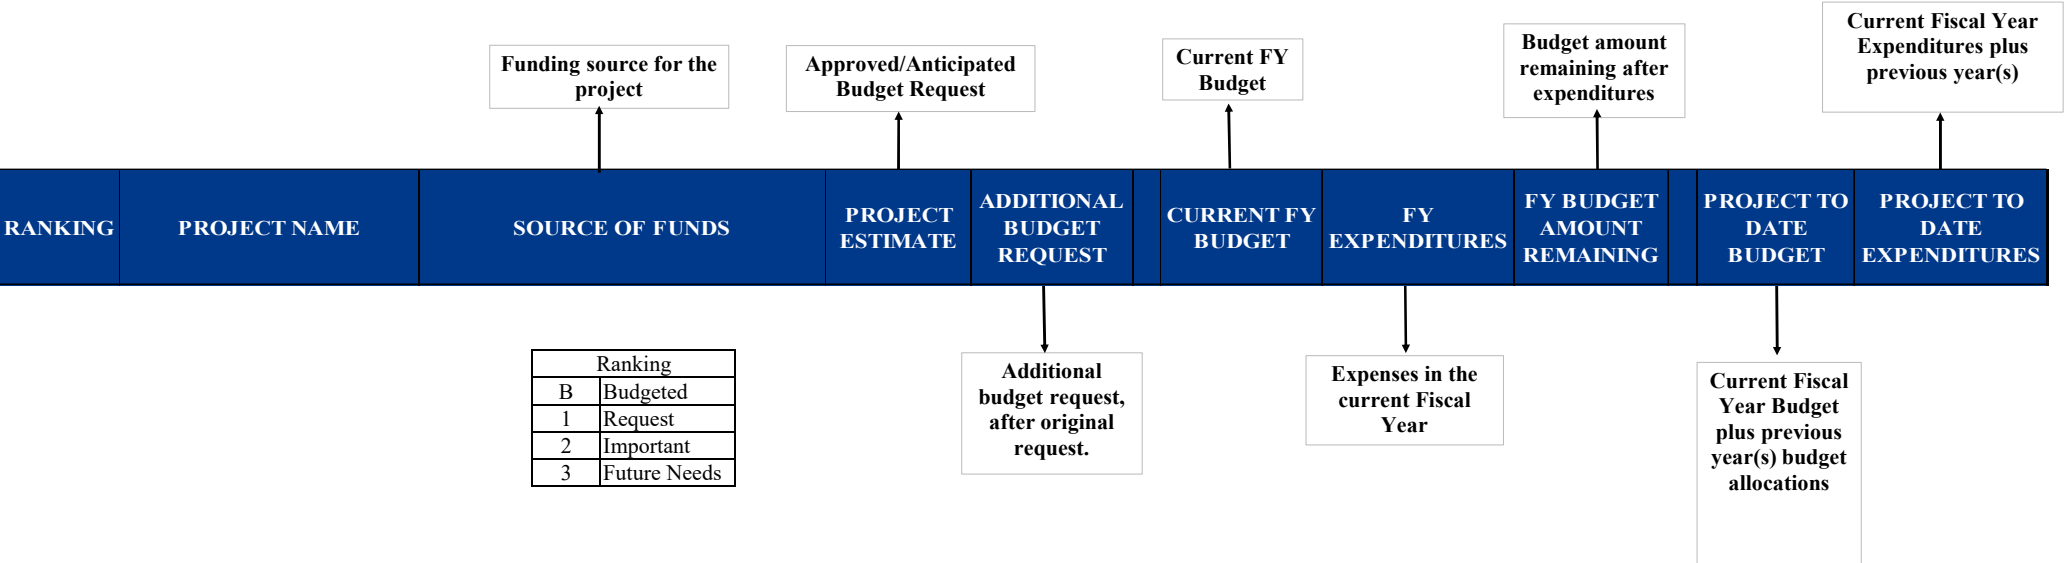 Current Fiscal Year
Expenditures plus
previous year(s)
Funding source for the
project
Approved/Anticipated
Budget Request
Current FY
Budget
Budget amount
remaining after
expenditures
RANKING
PROJECT NAME
SOURCE OF FUNDS
PROJECT
ESTIMATE
ADDITIONAL
BUDGET
REQUEST
CURRENT FY
BUDGET
FY
EXPENDITURES
FY BUDGET
AMOUNT
REMAINING
PROJECT TO
DATE
BUDGET
PROJECT TO
DATE
EXPENDITURES
Ranking
B Budgeted
1 Request
2 Important
3 Future Needs
Additional
budget request,
after original
request.
Expenses in the
current Fiscal
Year
Current Fiscal
Year Budget
plus previous
year(s) budget
allocations